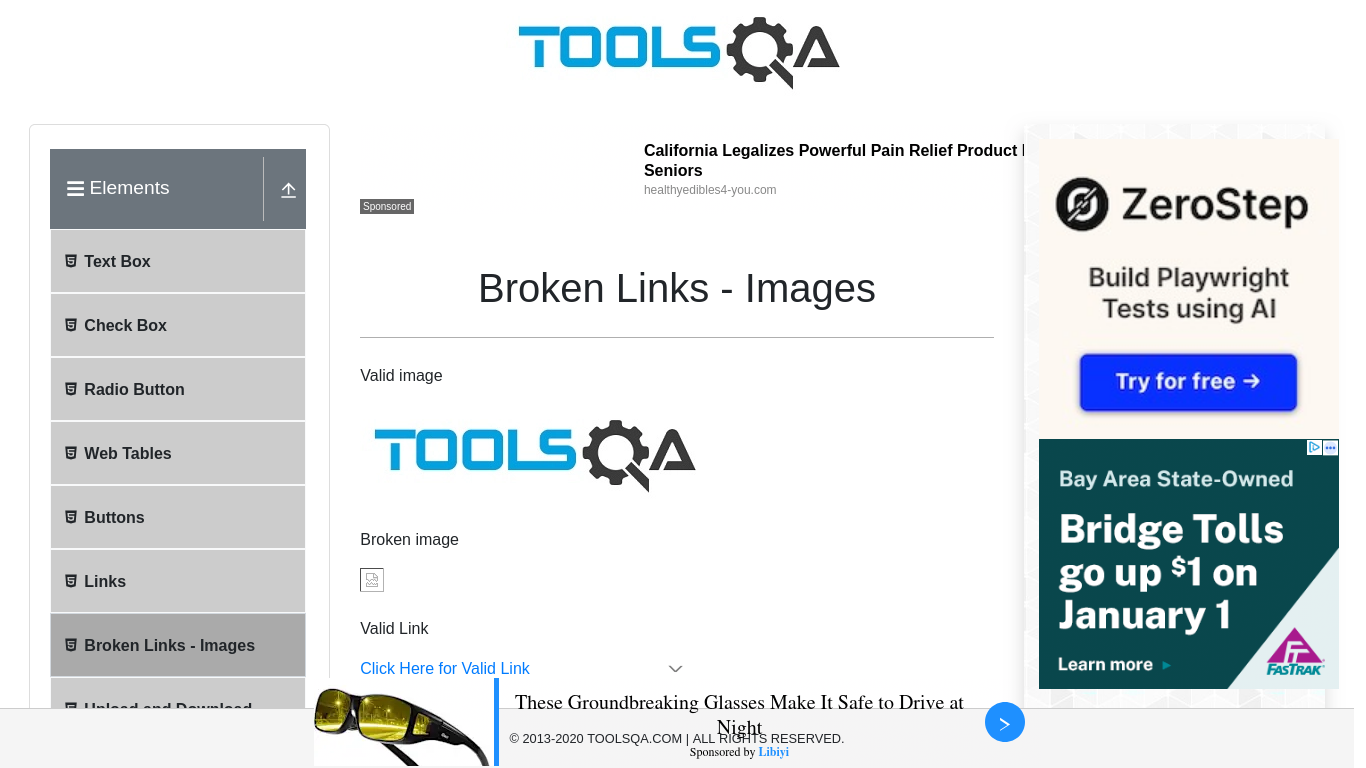 TOOLSQA
Elements
Text Box
Check Box
Radio Button
Web Tables
Buttons
Links
Broken Links - Images
Upload and Download
California Legalizes Powerful Pain Relief Product
Seniors
healthyedibles4-you.com
Sponsored
Broken Links - Images
Valid image
TOOLSQA
Broken image
Valid Link
Click Here for Valid Link
ZeroStep
Build Playwright
Tests using AI
Try for free →
Bay Area State-Owned
Bridge Tolls
go up $1 on
January 1
Learn more ▸
FASTRAK
These Groundbreaking Glasses Make It Safe to Drive at
Night
© 2013-2020 TOOLSQA.COM | ALL RIGHTS RESERVED.
Sponsored by Libiyi